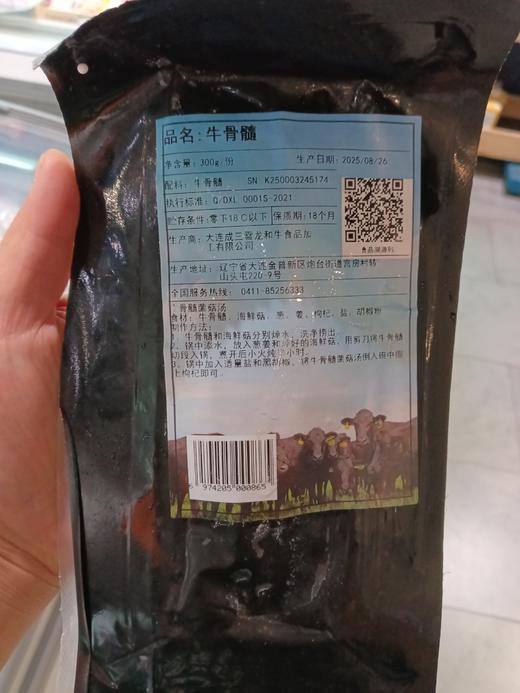 品名:牛骨髓
净含量: 300g/份 生产日期: 2025/08/26
配料: 牛骨髓 SN K250003245174
执行标准: Q/DXL 0001S-2021
贮存条件:零下18℃以下 保质期:18个月
食品溯源码
生产商: 大连成三畜龙和牛食品加
工有限公司
生产地址: 辽宁省大连金普新区炮台街道宫房村转
山头屯220-9号
全国服务热线: 0411-85256333
牛骨髓菌菇汤
食材: 牛骨髓、海鲜菇、葱、姜、枸杞、盐、胡椒粉
制作方法:
1、牛骨髓和海鲜菇分别焯水、洗净捞出。
2、锅中添水,放入葱姜和焯好的海鲜菇,用剪刀将牛骨髓
切段入锅,煮开后小火炖半小时。
3、锅中加入适量盐和黑胡椒,将牛骨髓菌菇汤倒入碗中撒
上枸杞即可。
6 974205 000865